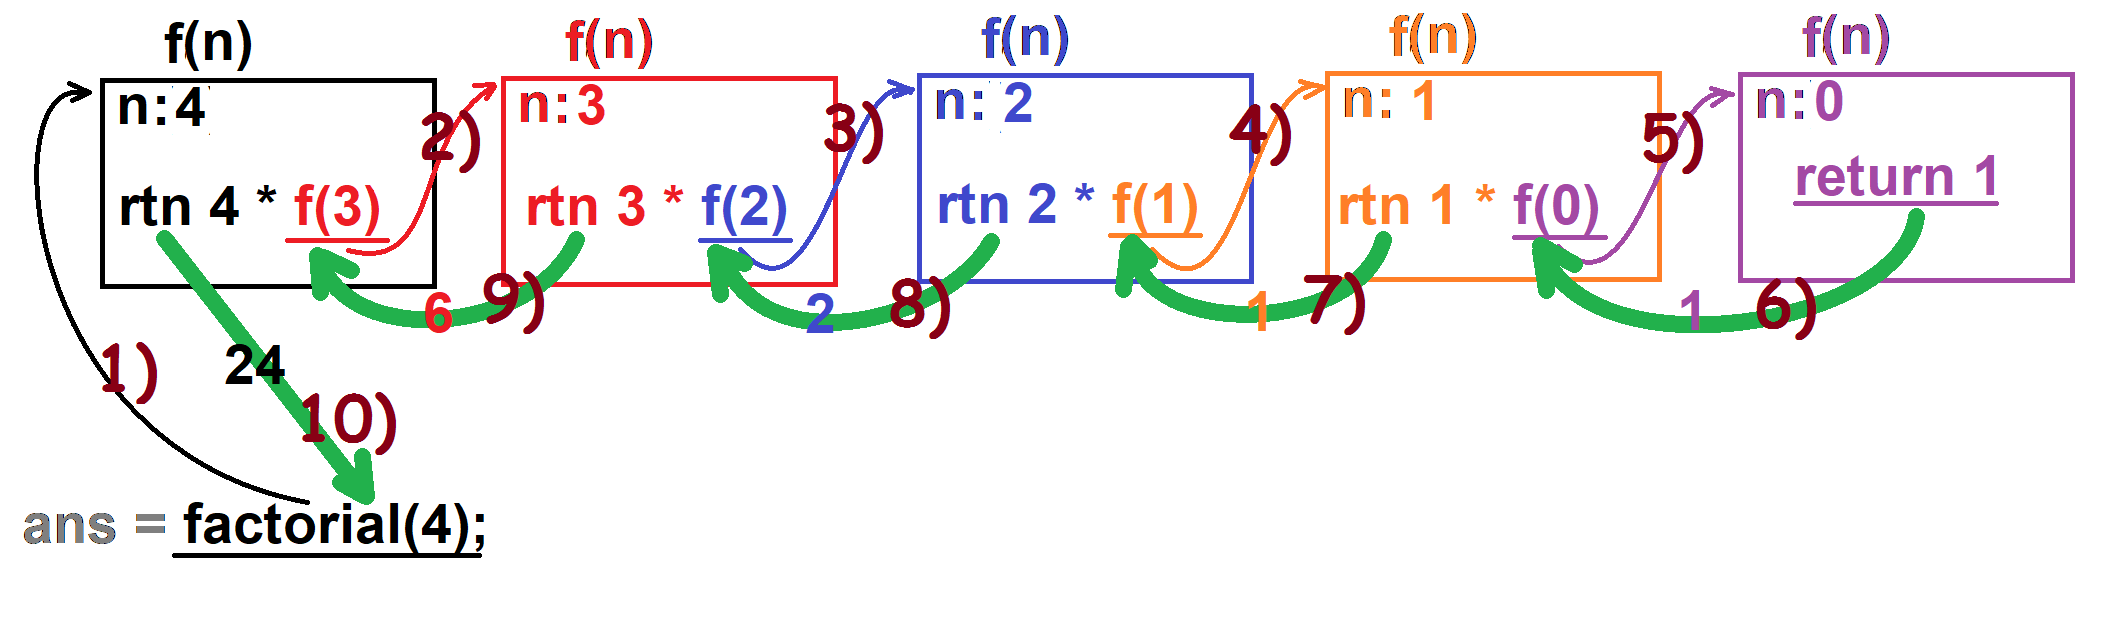 f(n) f(n) f(n) f(n) f(n)
n:4 n:3 n: 2 n: 1 n:0
2) 3) 4) 5)
rtn 4 * f(3) rtn 3 * f(2) rtn 2 * f(1) rtn 1 * f(0) return 1
6 9) 2 8) 1 7) 1 6)
1) 24
10)
ans = factorial(4);